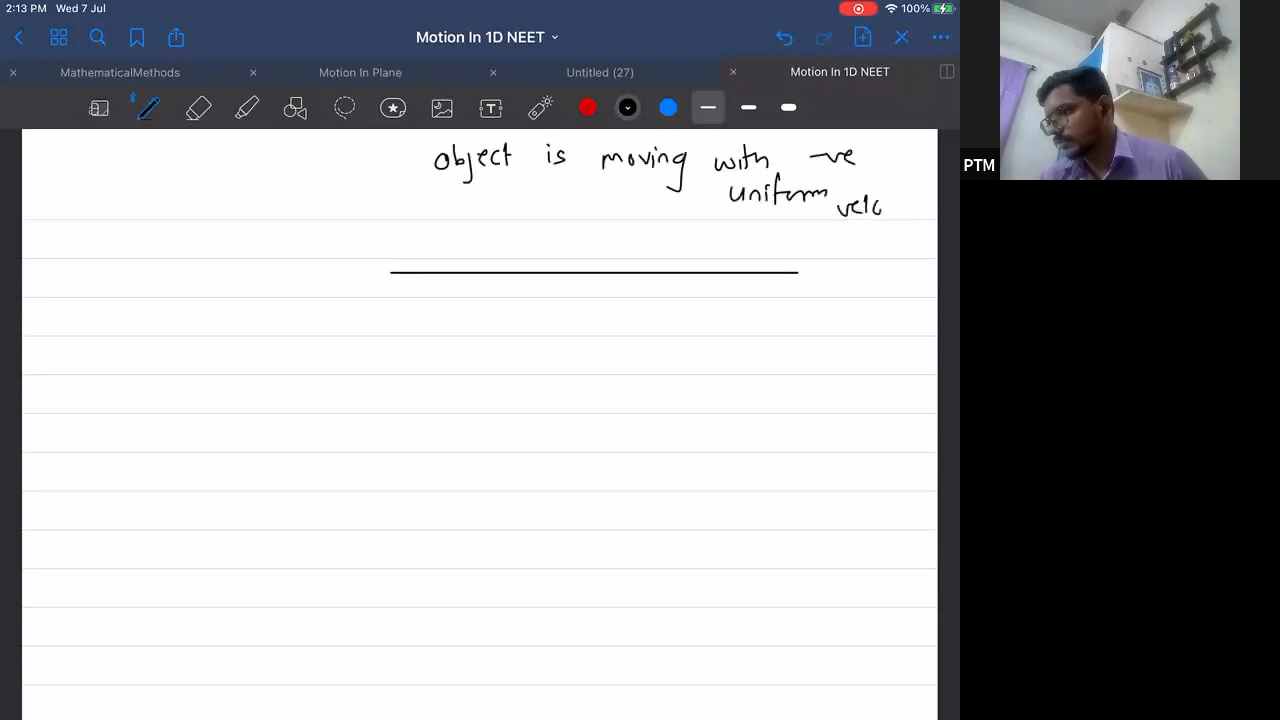 2:13 PM Wed 7 Jul
100%
Motion In 1D NEET
MathematicalMethods
Motion In Plane
Untitled (27)
Motion In 1D NEET
T
object is moving with -ve
uniform velo
PTM